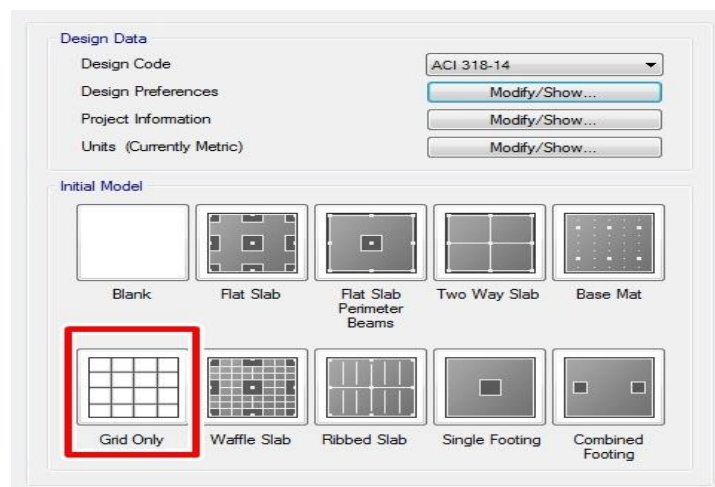 Design Data
Design Code
ACI 318-14
Design Preferences
Modify/Show...
Project Information
Modify/Show...
Units (Currently Metric)
Modify/Show...
Initial Model
Blank
Flat Slab
Flat Slab
Perimeter
Beams
Two Way Slab
Base Mat
Grid Only
Waffle Slab
Ribbed Slab
Single Footing
Combined
Footing